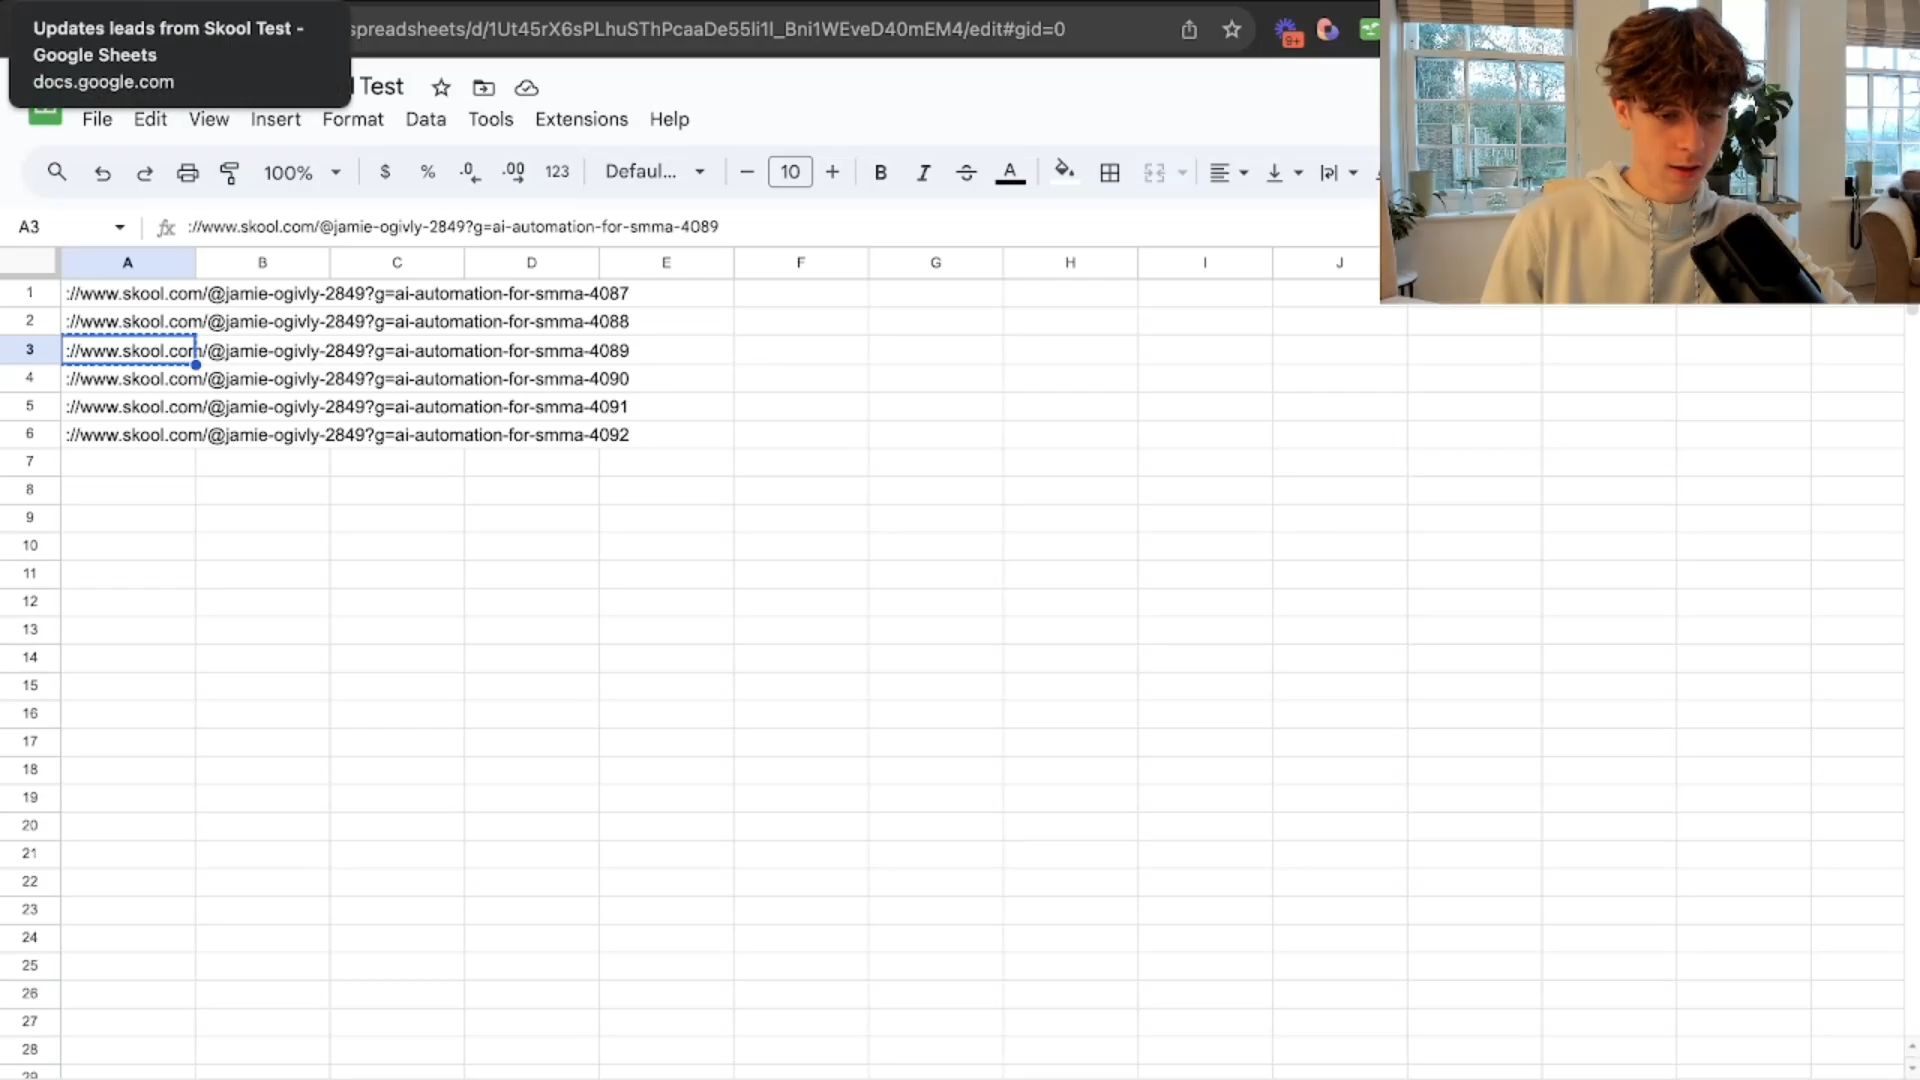 Updates leads from Skool Test -
Google Sheets
docs.google.com
spreadsheets/d/1Ut45rX6sPLhuSThPcaaDe55Ii1I_Bni1WEveD40mEM4/edit#gid=0
9+
Test
File Edit View Insert Format Data Tools Extensions Help
100% $ % .0 .00 123 Defaul... 10 B I S A
A3 fx ://www.skool.com/@jamie-ogivly-2849?g=ai-automation-for-smma-4089
A B C D E F G H I J
1 ://www.skool.com/@jamie-ogivly-2849?g=ai-automation-for-smma-4087
2 ://www.skool.com/@jamie-ogivly-2849?g=ai-automation-for-smma-4088
3 ://www.skool.com/@jamie-ogivly-2849?g=ai-automation-for-smma-4089
4 ://www.skool.com/@jamie-ogivly-2849?g=ai-automation-for-smma-4090
5 ://www.skool.com/@jamie-ogivly-2849?g=ai-automation-for-smma-4091
6 ://www.skool.com/@jamie-ogivly-2849?g=ai-automation-for-smma-4092
7
8
9
10
11
12
13
14
15
16
17
18
19
20
21
22
23
24
25
26
27
28
29